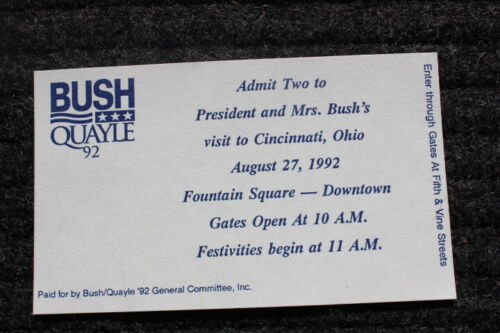 BUSH
QUAYLE
'92
Admit Two to
President and Mrs. Bush's
visit to Cincinnati, Ohio
August 27, 1992
Fountain Square — Downtown
Gates Open At 10 A.M.
Festivities begin at 11 A.M.
Enter through Gates At Fifth & Vine Streets
Paid for by Bush/Quayle '92 General Committee, Inc.